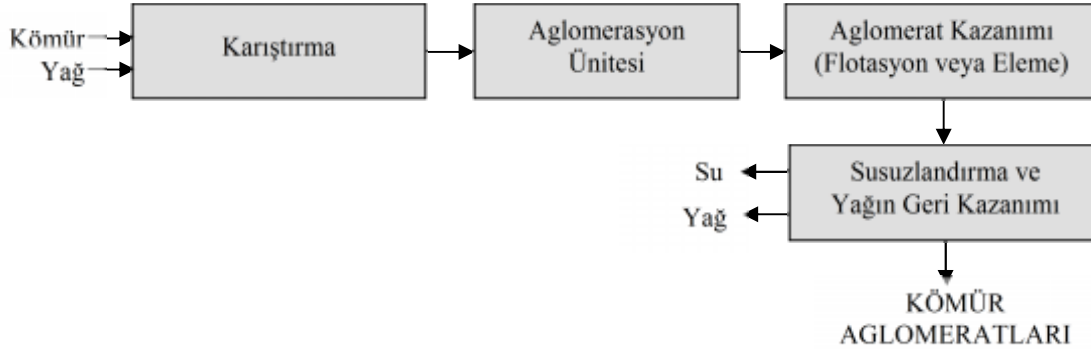 Kömür
Yağ
Karıştırma
Aglomerasyon
Ünitesi
Aglomerat Kazanımı
(Flotasyon veya Eleme)
Su
Yağ
Susuzlandırma ve
Yağın Geri Kazanımı
KÖMÜR
AGLOMERATLARI